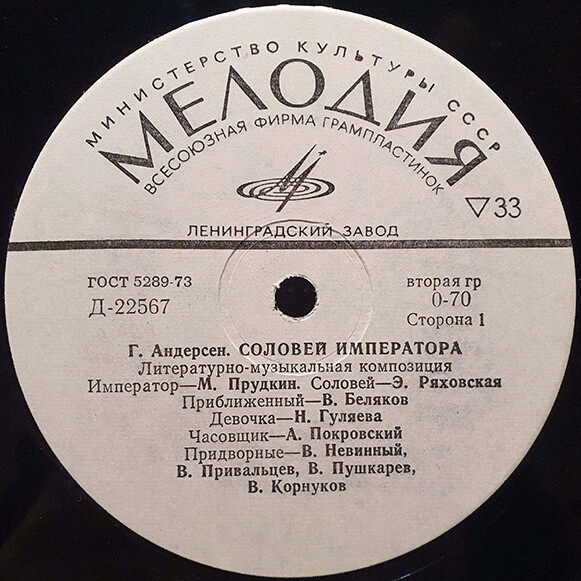 МИНИСТЕРСТВО КУЛЬТУРЫ СССР
МЕЛОДИЯ
ВСЕСОЮЗНАЯ ФИРМА ГРАМПЛАСТИНОК
▽33
ЛЕНИНГРАДСКИЙ ЗАВОД
ГОСТ 5289-73
Д-22567
вторая гр
0-70
Сторона 1
Г. Андерсен. СОЛОВЕЙ ИМПЕРАТОРА
Литературно-музыкальная композиция
Император—М. Прудкин. Соловей—Э. Ряховская
Приближенный—В. Беляков
Девочка—Н. Гуляева
Часовщик—А. Покровский
Придворные—В. Невинный,
В. Привальцев, В. Пушкарев,
В. Корнуков